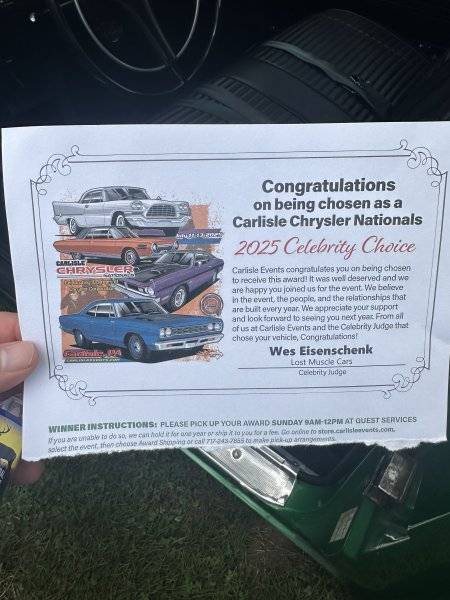 Congratulations
on being chosen as a
Carlisle Chrysler Nationals
2025 Celebrity Choice
Carlisle Events congratulates you on being chosen
to receive this award! It was well deserved and we
are happy you joined us for the event. We believe
in the event, the people, and the relationships that
are built every year. We appreciate your support
and look forward to seeing you next year. From all
of us at Carlisle Events and the Celebrity Judge that
chose your vehicle, Congratulations!
Wes Eisenschenk
Lost Muscle Cars
Celebrity Judge
CARLISLE
CHRYSLER
NATIONALS
Carlisle, PA
WINNER INSTRUCTIONS: PLEASE PICK UP YOUR AWARD SUNDAY 9AM-12PM AT GUEST SERVICES
If you are unable to do so, we can hold it for one year or ship it to you for a fee. Go online to store.carlisleevents.com,
select the event, then choose Award Shipping or call 717-243-7855 to make pick-up arrangements.